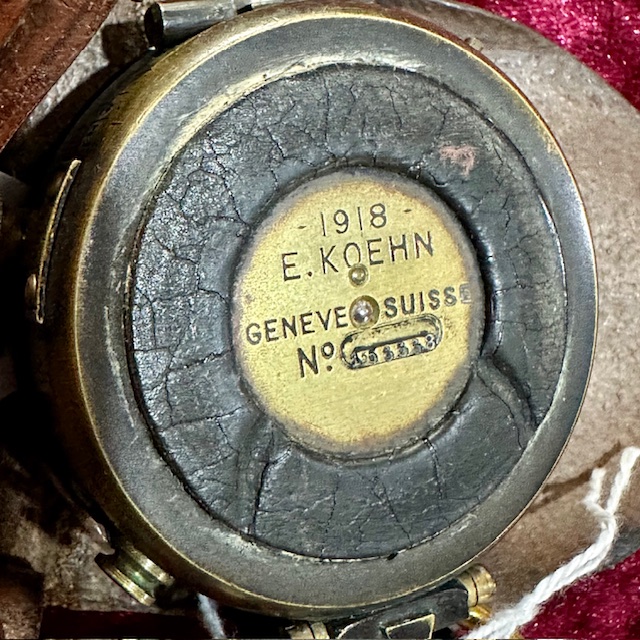 - 1918 -
E. KOEHN
GENEVE SUISSE
Nº